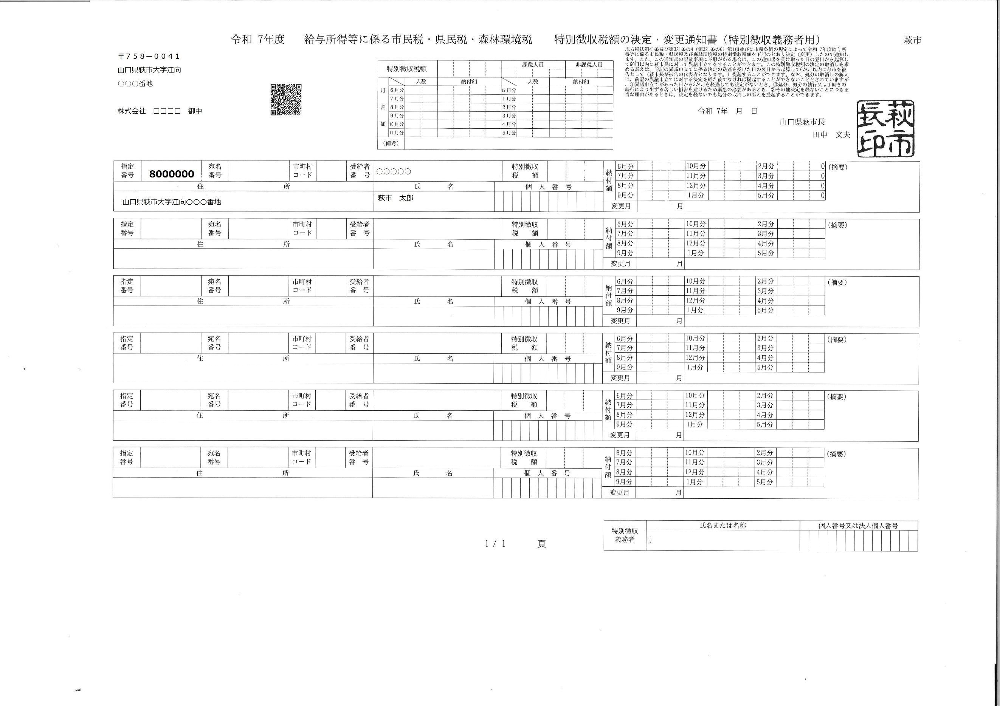 令和 7年度　給与所得等に係る市民税・県民税・森林環境税　特別徴収税額の決定・変更通知書（特別徴収義務者用）　萩市
〒７５８－００４１
山口県萩市大字江向
○○○番地
株式会社　□□□□　御中
特別徴収税額　課税人員　非課税人員
人数　納付額　人数　納付額
月割額
6月分　12月分
7月分　1月分
8月分　2月分
9月分　3月分
10月分　4月分
11月分　5月分
（備考）
地方税法第41条及び第321条の4（第321条の6）第1項並びに市税条例の規定によって令和 7年度給与所
得等に係る市民税・県民税及び森林環境税の特別徴収税額を下記のとおり決定（変更）したので通知し
ます。また、この通知書の記載事項に不服がある場合は、この通知書を受け取った日の翌日から起算し
て60日以内に萩市長に対して異議申立てをすることができます。この特別徴収税額の決定の取消しを求
める訴えは、前記の異議申立てに係る決定の送達を受けた日の翌日から起算して6か月以内に萩市を被
告として（萩市長が被告の代表者となります。）提起することができます。なお、処分の取消しの訴え
は、前記の異議申立てに対する決定を経た後でなければ提起することができないこととされていますが
、①異議申立てがあった日から3か月を経過しても決定がないとき、②処分、処分の執行又は手続きの
続行により生ずる著しい損害を避けるため緊急の必要があるとき、③その他決定を経ないことにつき正
当な理由があるときは、決定を経ないでも処分の取消しの訴えを提起することができます。
令和 7年　月　日
山口県萩市長
田中　文夫
萩市長印
指定番号　8000000　宛名番号　市町村コード　受給者番号　○○○○○　特別徴収税額
住所　氏名　個人番号
山口県萩市大字江向○○○番地　萩市　太郎
納付額
6月分　10月分　2月分　0
7月分　11月分　3月分　0
8月分　12月分　4月分　0
9月分　1月分　5月分　0
変更月　月
（摘要）
指定番号　宛名番号　市町村コード　受給者番号　特別徴収税額
住所　氏名　個人番号
納付額
6月分　10月分　2月分
7月分　11月分　3月分
8月分　12月分　4月分
9月分　1月分　5月分
変更月　月
（摘要）
指定番号　宛名番号　市町村コード　受給者番号　特別徴収税額
住所　氏名　個人番号
納付額
6月分　10月分　2月分
7月分　11月分　3月分
8月分　12月分　4月分
9月分　1月分　5月分
変更月　月
（摘要）
指定番号　宛名番号　市町村コード　受給者番号　特別徴収税額
住所　氏名　個人番号
納付額
6月分　10月分　2月分
7月分　11月分　3月分
8月分　12月分　4月分
9月分　1月分　5月分
変更月　月
（摘要）
指定番号　宛名番号　市町村コード　受給者番号　特別徴収税額
住所　氏名　個人番号
納付額
6月分　10月分　2月分
7月分　11月分　3月分
8月分　12月分　4月分
9月分　1月分　5月分
変更月　月
（摘要）
指定番号　宛名番号　市町村コード　受給者番号　特別徴収税額
住所　氏名　個人番号
納付額
6月分　10月分　2月分
7月分　11月分　3月分
8月分　12月分　4月分
9月分　1月分　5月分
変更月　月
（摘要）
特別徴収義務者　氏名または名称　個人番号又は法人個人番号
1 / 1　頁